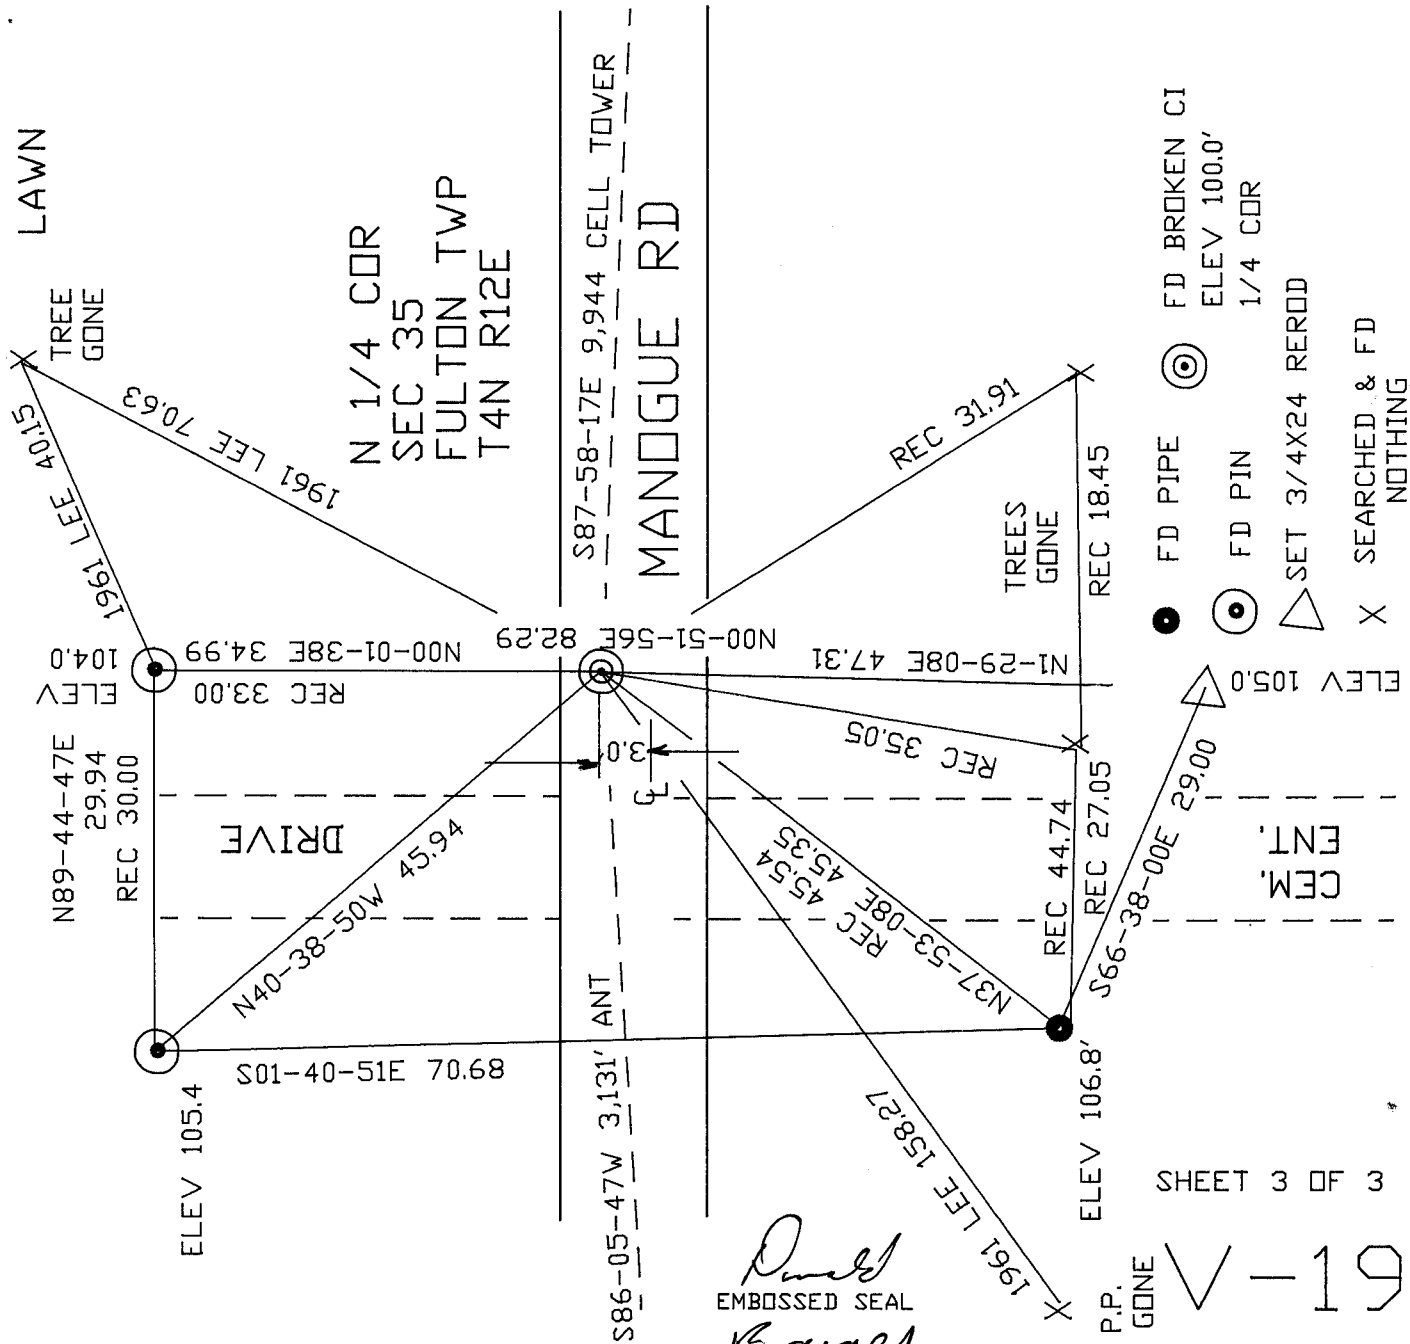 LAWN
TREE
GONE
1961 LEE 40.15
1961 LEE 70.63
N 1/4 COR
SEC 35
FULTON TWP
T4N R12E
S87-58-17E 9,944 CELL TOWER
MANOGUE RD
ELEV
104.0
N00-01-38E 34.99
REC 33.00
N89-44-47E
29.94
REC 30.00
DRIVE
N40-38-50W 45.94
ELEV 105.4
S01-40-51E 70.68
S86-05-47W 3,131' ANT
N00-51-56E 82.29
3.0'
CL
REC 31.91
TREES
GONE
REC 18.45
N1-29-08E 47.31
REC 35.05
REC 45.54
N37-53-08E 45.35
REC 44.74
REC 27.05
S66-38-00E 29.00
CEM.
ENT.
ELEV 105.0
ELEV 106.8'
1961 LEE 158.27
P.P.
GONE
FD PIPE
FD BROKEN CI
ELEV 100.0'
1/4 COR
FD PIN
SET 3/4X24 REROD
X SEARCHED & FD
NOTHING
SHEET 3 OF 3
V-19
Donald
EMBOSSED SEAL